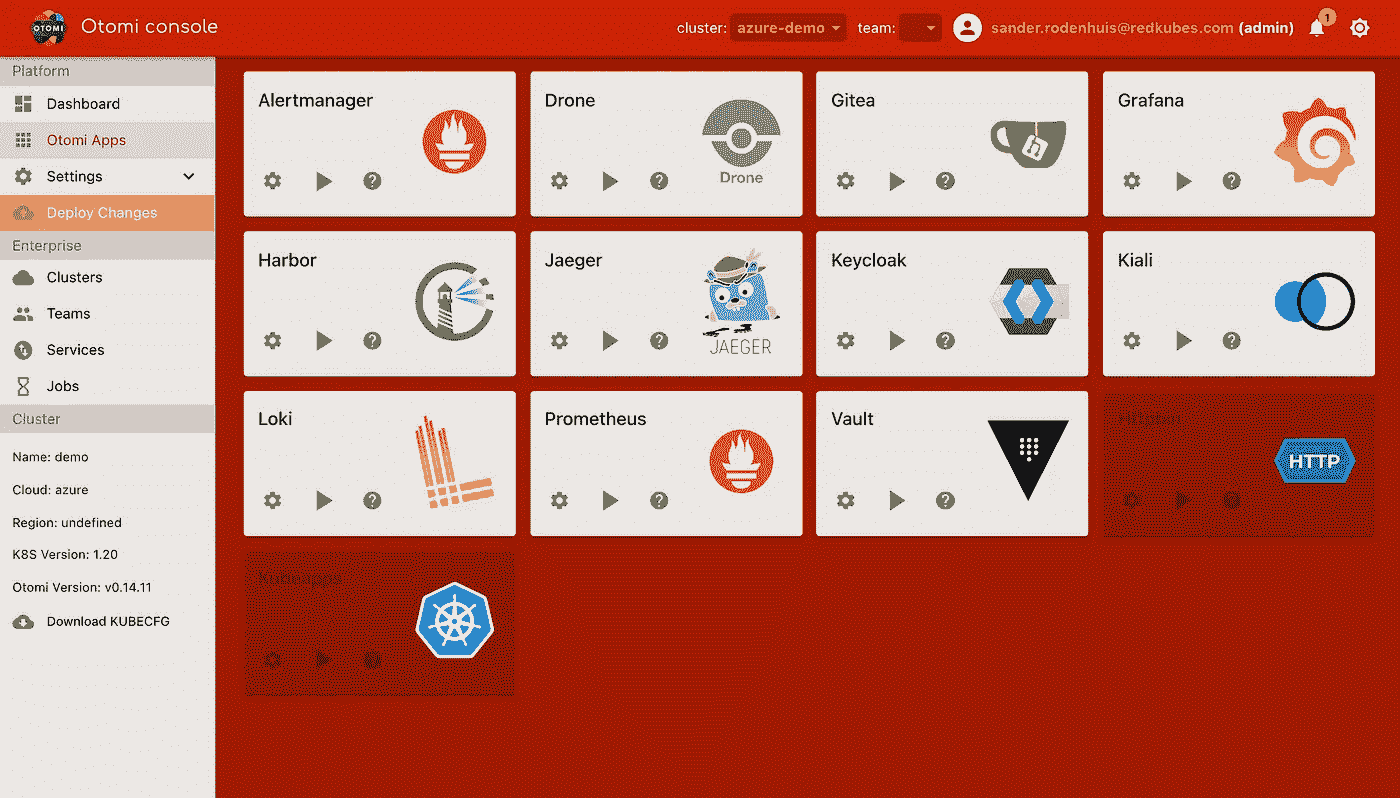 OTOMI
Otomi console
cluster: azure-demo
team:
sander.rodenhuis@redkubes.com (admin)
1
Platform
Dashboard
Otomi Apps
Settings
Deploy Changes
Enterprise
Clusters
Teams
Services
Jobs
Cluster
Name: demo
Cloud: azure
Region: undefined
K8S Version: 1.20
Otomi Version: v0.14.11
Download KUBECFG
Alertmanager
Drone
Drone
Gitea
Grafana
Harbor
Jaeger
JAEGER
Keycloak
Kiali
Loki
Prometheus
Vault
HTTP